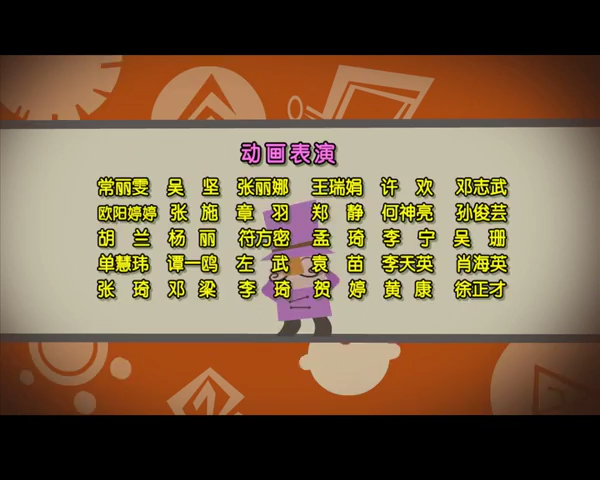 动画表演
常丽雯 吴坚 张丽娜 王瑞娟 许欢 邓志武
欧阳婷婷 张施 章羽 郑静 何神亮 孙俊芸
胡兰 杨丽 符方密 孟琦 李宁 吴珊
单慧玮 谭一鸥 左武 袁苗 李天英 肖海英
张琦 邓梁 李琦 贺婷 黄康 徐正才